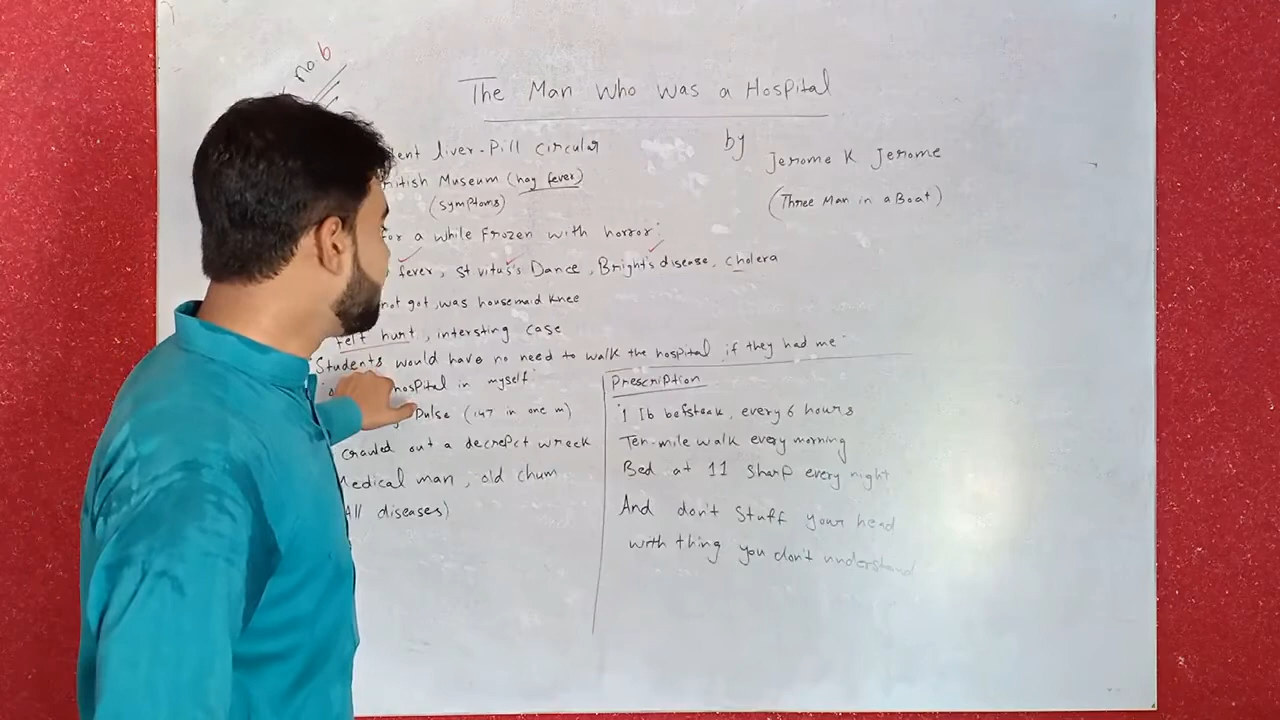 no. 6
The Man Who Was a Hospital
by
Jerome K Jerome
(Three Man in a Boat)
liver-Pill circular
Museum (hay fever)
(symptoms)
for a while Frozen with horror:
fever, St vitus's Dance, Bright's disease, cholera
not got, was housemaid knee
felt hurt, intersting case
"Students would have no need to walk the hospital if they had me"
hospital in myself"
Pulse (147 in one m)
crawled out a decrepct wreck
Medical man, old chum
All diseases)
Prescription
"1 lb befsteak, every 6 hours
Ten-mile walk every morning
Bed at 11 Sharp every night
And don't Stuff your head
with thing you don't understand